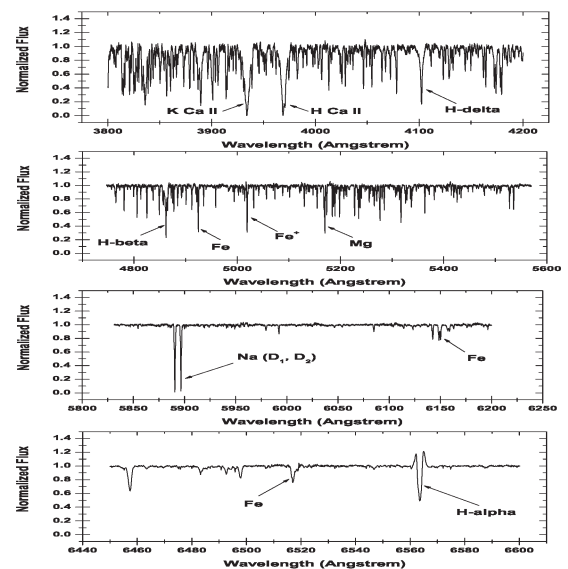 Normalized Flux
1.4
1.2
1.0
0.8
0.6
0.4
0.2
0.0
K Ca II
H Ca II
H-delta
3800 3900 4000 4100 4200
Wavelength (Amgstrem)
Normalized Flux
1.4
1.2
1.0
0.8
0.6
0.4
0.2
0.0
H-beta
Fe
Fe⁺
Mg
4800 5000 5200 5400 5600
Wavelength (Angstrem)
Normalized Flux
1.4
1.2
1.0
0.8
0.6
0.4
0.2
0.0
Na (D₁, D₂)
Fe
5800 5850 5900 5950 6000 6050 6100 6150 6200 6250
Wavelength (Angstrem)
Normalized Flux
1.4
1.2
1.0
0.8
0.6
0.4
0.2
0.0
Fe
H-alpha
6440 6460 6480 6500 6520 6540 6560 6580 6600
Wavelength (Angstrem)